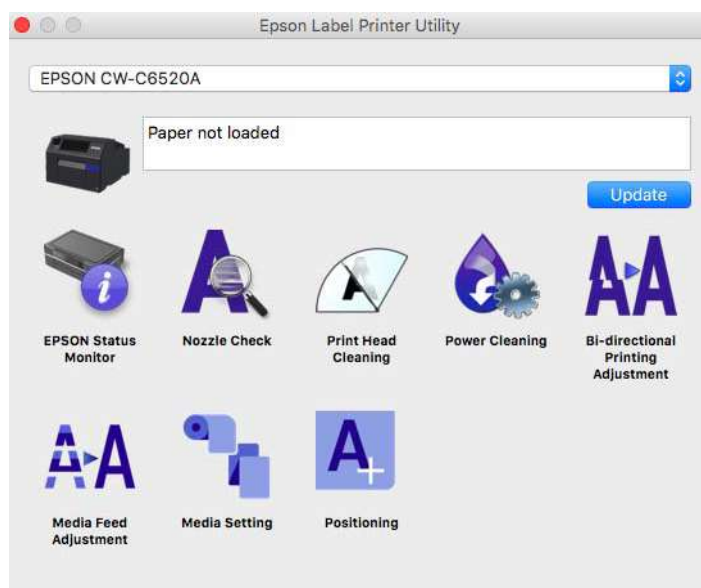 Epson Label Printer Utility
EPSON CW-C6520A
Paper not loaded
Update
EPSON Status
Monitor
Nozzle Check
Print Head
Cleaning
Power Cleaning
Bi-directional
Printing
Adjustment
Media Feed
Adjustment
Media Setting
Positioning